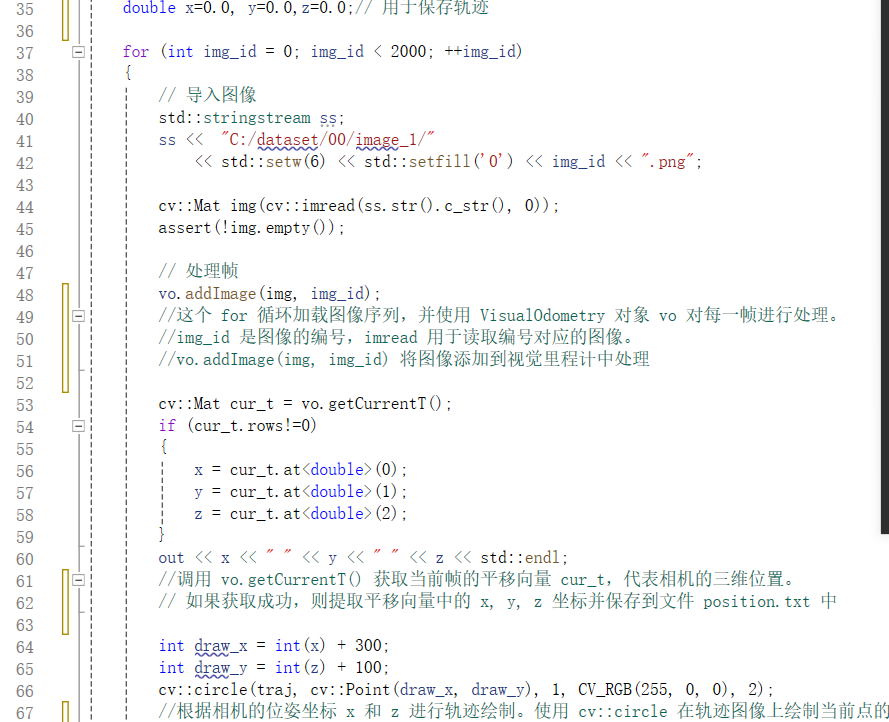 35 double x=0.0, y=0.0,z=0.0;// 用于保存轨迹
36
37 for (int img_id = 0; img_id < 2000; ++img_id)
38 {
39 // 导入图像
40 std::stringstream ss;
41 ss << "C:/dataset/00/image_1/"
42 << std::setw(6) << std::setfill('0') << img_id << ".png";
43
44 cv::Mat img(cv::imread(ss.str().c_str(), 0));
45 assert(!img.empty());
46
47 // 处理帧
48 vo.addImage(img, img_id);
49 //这个 for 循环加载图像序列，并使用 VisualOdometry 对象 vo 对每一帧进行处理。
50 //img_id 是图像的编号，imread 用于读取编号对应的图像。
51 //vo.addImage(img, img_id) 将图像添加到视觉里程计中处理
52
53 cv::Mat cur_t = vo.getCurrentT();
54 if (cur_t.rows!=0)
55 {
56 x = cur_t.at<double>(0);
57 y = cur_t.at<double>(1);
58 z = cur_t.at<double>(2);
59 }
60 out << x << " " << y << " " << z << std::endl;
61 //调用 vo.getCurrentT() 获取当前帧的平移向量 cur_t，代表相机的三维位置。
62 // 如果获取成功，则提取平移向量中的 x, y, z 坐标并保存到文件 position.txt 中
63
64 int draw_x = int(x) + 300;
65 int draw_y = int(z) + 100;
66 cv::circle(traj, cv::Point(draw_x, draw_y), 1, CV_RGB(255, 0, 0), 2);
67 //根据相机的位姿坐标 x 和 z 进行轨迹绘制。使用 cv::circle 在轨迹图像上绘制当前点的